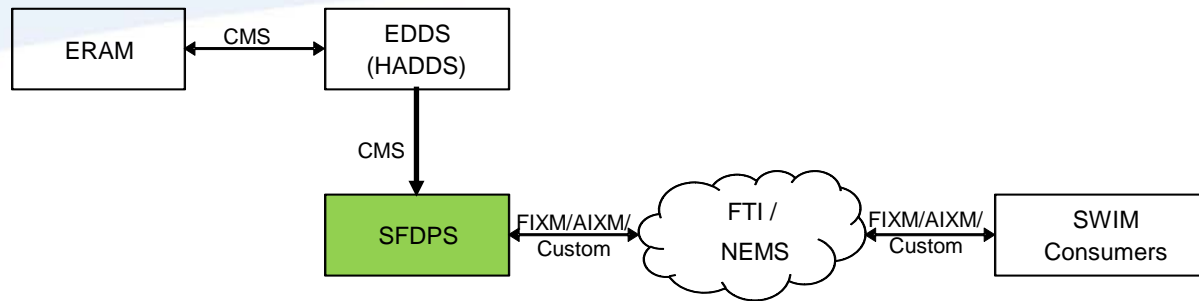 ERAM
CMS
EDDS
(HADDS)
CMS
SFDPS
FIXM/AIXM/
Custom
FTI /
NEMS
FIXM/AIXM/
Custom
SWIM
Consumers